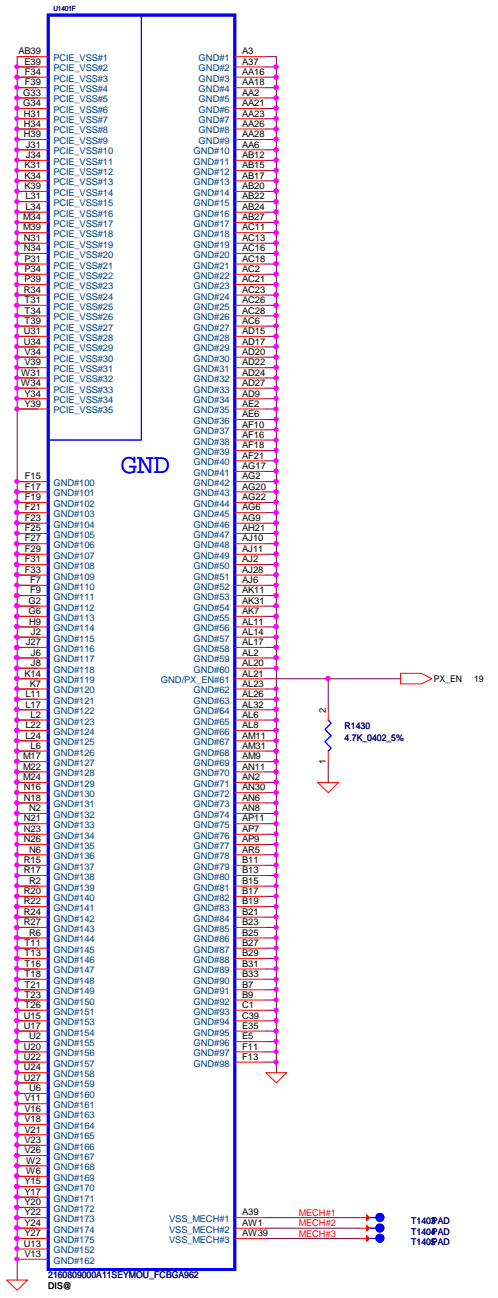 U1401F
AB39 PCIE_VSS#1
E39 PCIE_VSS#2
F34 PCIE_VSS#3
F39 PCIE_VSS#4
G33 PCIE_VSS#5
G34 PCIE_VSS#6
H31 PCIE_VSS#7
H34 PCIE_VSS#8
H39 PCIE_VSS#9
J31 PCIE_VSS#10
J34 PCIE_VSS#11
K31 PCIE_VSS#12
K34 PCIE_VSS#13
K39 PCIE_VSS#14
L31 PCIE_VSS#15
L34 PCIE_VSS#16
M34 PCIE_VSS#17
M39 PCIE_VSS#18
N31 PCIE_VSS#19
N34 PCIE_VSS#20
P31 PCIE_VSS#21
P34 PCIE_VSS#22
P39 PCIE_VSS#23
R34 PCIE_VSS#24
T31 PCIE_VSS#25
T34 PCIE_VSS#26
T39 PCIE_VSS#27
U31 PCIE_VSS#28
U34 PCIE_VSS#29
V34 PCIE_VSS#30
V39 PCIE_VSS#31
W31 PCIE_VSS#32
W34 PCIE_VSS#33
Y34 PCIE_VSS#34
Y39 PCIE_VSS#35
GND
F15 GND#100
F17 GND#101
F19 GND#102
F21 GND#103
F23 GND#104
F25 GND#105
F27 GND#106
F29 GND#107
F31 GND#108
F33 GND#109
F7 GND#110
F9 GND#111
G2 GND#112
G6 GND#113
H9 GND#114
J2 GND#115
J27 GND#116
J6 GND#117
J8 GND#118
K14 GND#119
K7 GND#120
L11 GND#121
L17 GND#122
L2 GND#123
L22 GND#124
L24 GND#125
L6 GND#126
M17 GND#127
M22 GND#128
M24 GND#129
N16 GND#130
N18 GND#131
N2 GND#132
N21 GND#133
N23 GND#134
N26 GND#135
N6 GND#136
R15 GND#137
R17 GND#138
R2 GND#139
R20 GND#140
R22 GND#141
R24 GND#142
R27 GND#143
R6 GND#144
T11 GND#145
T13 GND#146
T16 GND#147
T18 GND#148
T21 GND#149
T23 GND#150
T26 GND#151
U15 GND#153
U17 GND#154
U2 GND#155
U20 GND#156
U22 GND#157
U24 GND#158
U27 GND#159
U6 GND#160
V11 GND#161
V16 GND#163
V18 GND#164
V21 GND#165
V23 GND#166
V26 GND#167
W2 GND#168
W6 GND#169
Y15 GND#170
Y17 GND#171
Y20 GND#172
Y22 GND#173
Y24 GND#174
Y27 GND#175
U13 GND#152
V13 GND#162
GND#1 A3
GND#2 A37
GND#3 AA16
GND#4 AA18
GND#5 AA2
GND#6 AA21
GND#7 AA23
GND#8 AA26
GND#9 AA28
GND#10 AA6
GND#11 AB12
GND#12 AB15
GND#13 AB17
GND#14 AB20
GND#15 AB22
GND#16 AB24
GND#17 AB27
GND#18 AC11
GND#19 AC13
GND#20 AC16
GND#21 AC18
GND#22 AC2
GND#23 AC21
GND#24 AC23
GND#25 AC26
GND#26 AC28
GND#27 AC6
GND#28 AD15
GND#29 AD17
GND#30 AD20
GND#31 AD22
GND#32 AD24
GND#33 AD27
GND#34 AD9
GND#35 AE2
GND#36 AE6
GND#37 AF10
GND#38 AF16
GND#39 AF18
GND#40 AF21
GND#41 AG17
GND#42 AG2
GND#43 AG20
GND#44 AG22
GND#45 AG6
GND#46 AG9
GND#47 AH21
GND#48 AJ10
GND#49 AJ11
GND#50 AJ2
GND#51 AJ28
GND#52 AJ6
GND#53 AK11
GND#54 AK31
GND#55 AK7
GND#56 AL11
GND#57 AL14
GND#58 AL17
GND#59 AL2
GND#60 AL20
GND/PX_EN#61 AL21 PX_EN 19
GND#62 AL23
GND#63 AL26
GND#64 AL32
GND#65 AL6
GND#66 AL8
GND#67 AM11
GND#68 AM31
GND#69 AM9
GND#70 AN11
GND#71 AN2
GND#72 AN30
GND#73 AN6
GND#74 AN8
GND#75 AP11
GND#76 AP7
GND#77 AP9
GND#78 AR5
GND#79 B11
GND#80 B13
GND#81 B15
GND#82 B17
GND#83 B19
GND#84 B21
GND#85 B23
GND#86 B25
GND#87 B27
GND#88 B29
GND#89 B31
GND#90 B33
GND#91 B7
GND#92 B9
GND#93 C1
GND#94 C39
GND#95 E35
GND#96 E5
GND#97 F11
GND#98 F13
2
R1430
4.7K_0402_5%
1
VSS_MECH#1 A39 MECH#1 T1403 PAD
VSS_MECH#2 AW1 MECH#2 T1404 PAD
VSS_MECH#3 AW39 MECH#3 T1405 PAD
2160809000A11SEYMOU_FCBGA962
DIS@